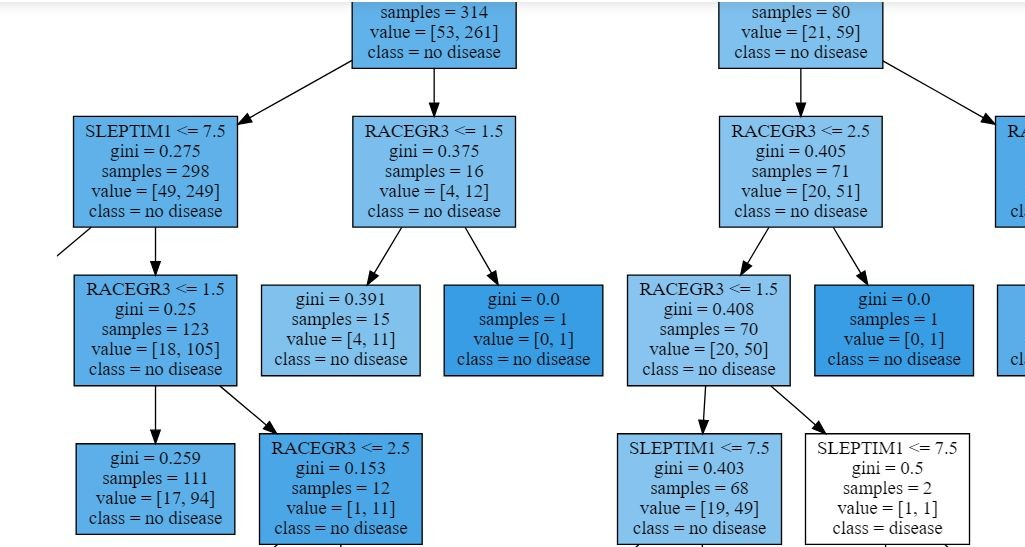 samples = 314
value = [53, 261]
class = no disease
samples = 80
value = [21, 59]
class = no disease
SLEPTIM1 <= 7.5
gini = 0.275
samples = 298
value = [49, 249]
class = no disease
RACEGR3 <= 1.5
gini = 0.375
samples = 16
value = [4, 12]
class = no disease
RACEGR3 <= 2.5
gini = 0.405
samples = 71
value = [20, 51]
class = no disease
RACEGR3 <= 1.5
gini = 0.25
samples = 123
value = [18, 105]
class = no disease
gini = 0.391
samples = 15
value = [4, 11]
class = no disease
gini = 0.0
samples = 1
value = [0, 1]
class = no disease
RACEGR3 <= 1.5
gini = 0.408
samples = 70
value = [20, 50]
class = no disease
gini = 0.0
samples = 1
value = [0, 1]
class = no disease
gini = 0.259
samples = 111
value = [17, 94]
class = no disease
RACEGR3 <= 2.5
gini = 0.153
samples = 12
value = [1, 11]
class = no disease
SLEPTIM1 <= 7.5
gini = 0.403
samples = 68
value = [19, 49]
class = no disease
SLEPTIM1 <= 7.5
gini = 0.5
samples = 2
value = [1, 1]
class = disease